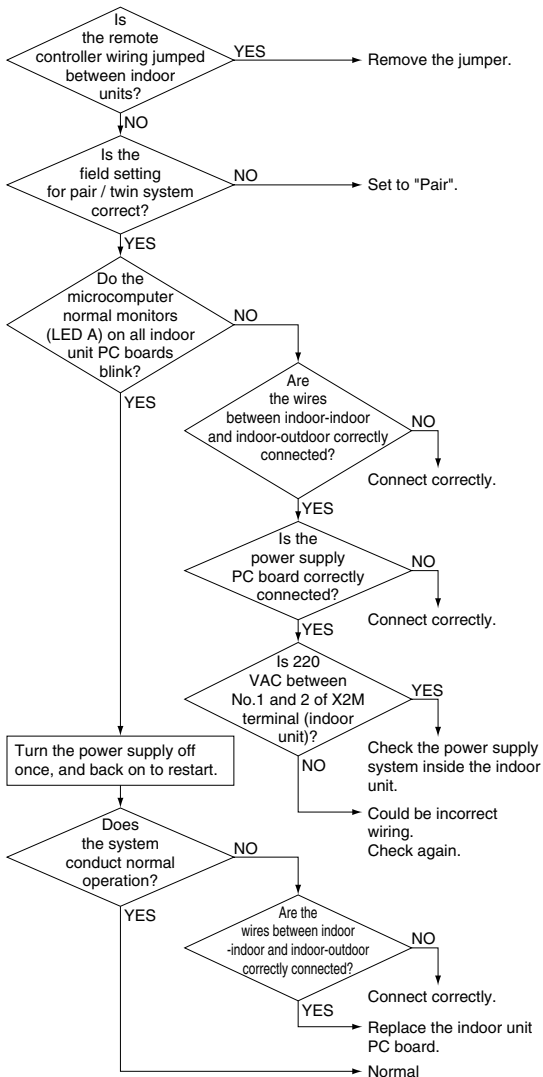 Is
the remote
controller wiring jumped
between indoor
units?
YES
Remove the jumper.
NO
Is the
field setting
for pair / twin system
correct?
NO
Set to "Pair".
YES
Do the
microcomputer
normal monitors
(LED A) on all indoor
unit PC boards
blink?
NO
YES
Are
the wires
between indoor-indoor
and indoor-outdoor correctly
connected?
NO
Connect correctly.
YES
Is the
power supply
PC board correctly
connected?
NO
Connect correctly.
YES
Is 220
VAC between
No.1 and 2 of X2M
terminal (indoor
unit)?
YES
Check the power supply
system inside the indoor
unit.
NO
Could be incorrect
wiring.
Check again.
Turn the power supply off
once, and back on to restart.
Does
the system
conduct normal
operation?
NO
YES
Are the
wires between indoor
-indoor and indoor-outdoor
correctly connected?
NO
Connect correctly.
YES
Replace the indoor unit
PC board.
Normal